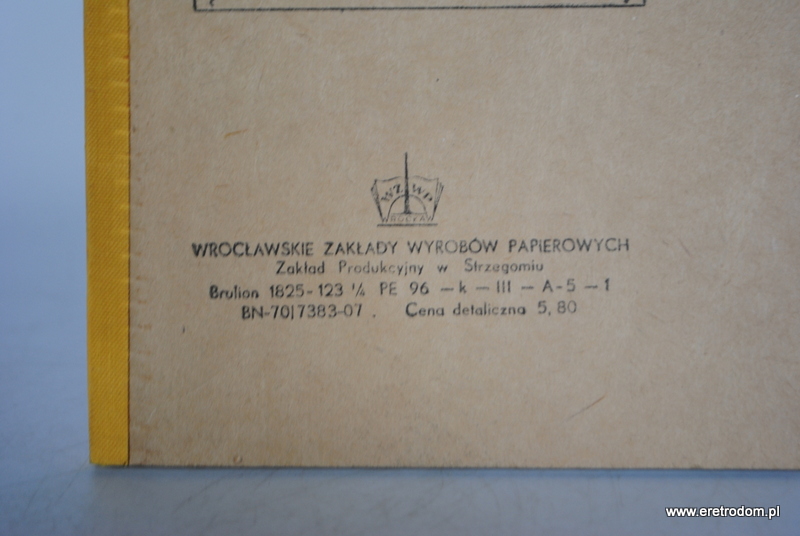 WZWP
WROCŁAW
WROCŁAWSKIE ZAKŁADY WYROBÓW PAPIEROWYCH
Zakład Produkcyjny w Strzegomiu
Brulion 1825-123 ¼ PE 96 – k – III – A-5 – 1
BN-70|7383-07 . Cena detaliczna 5,80
www.eretrodom.pl